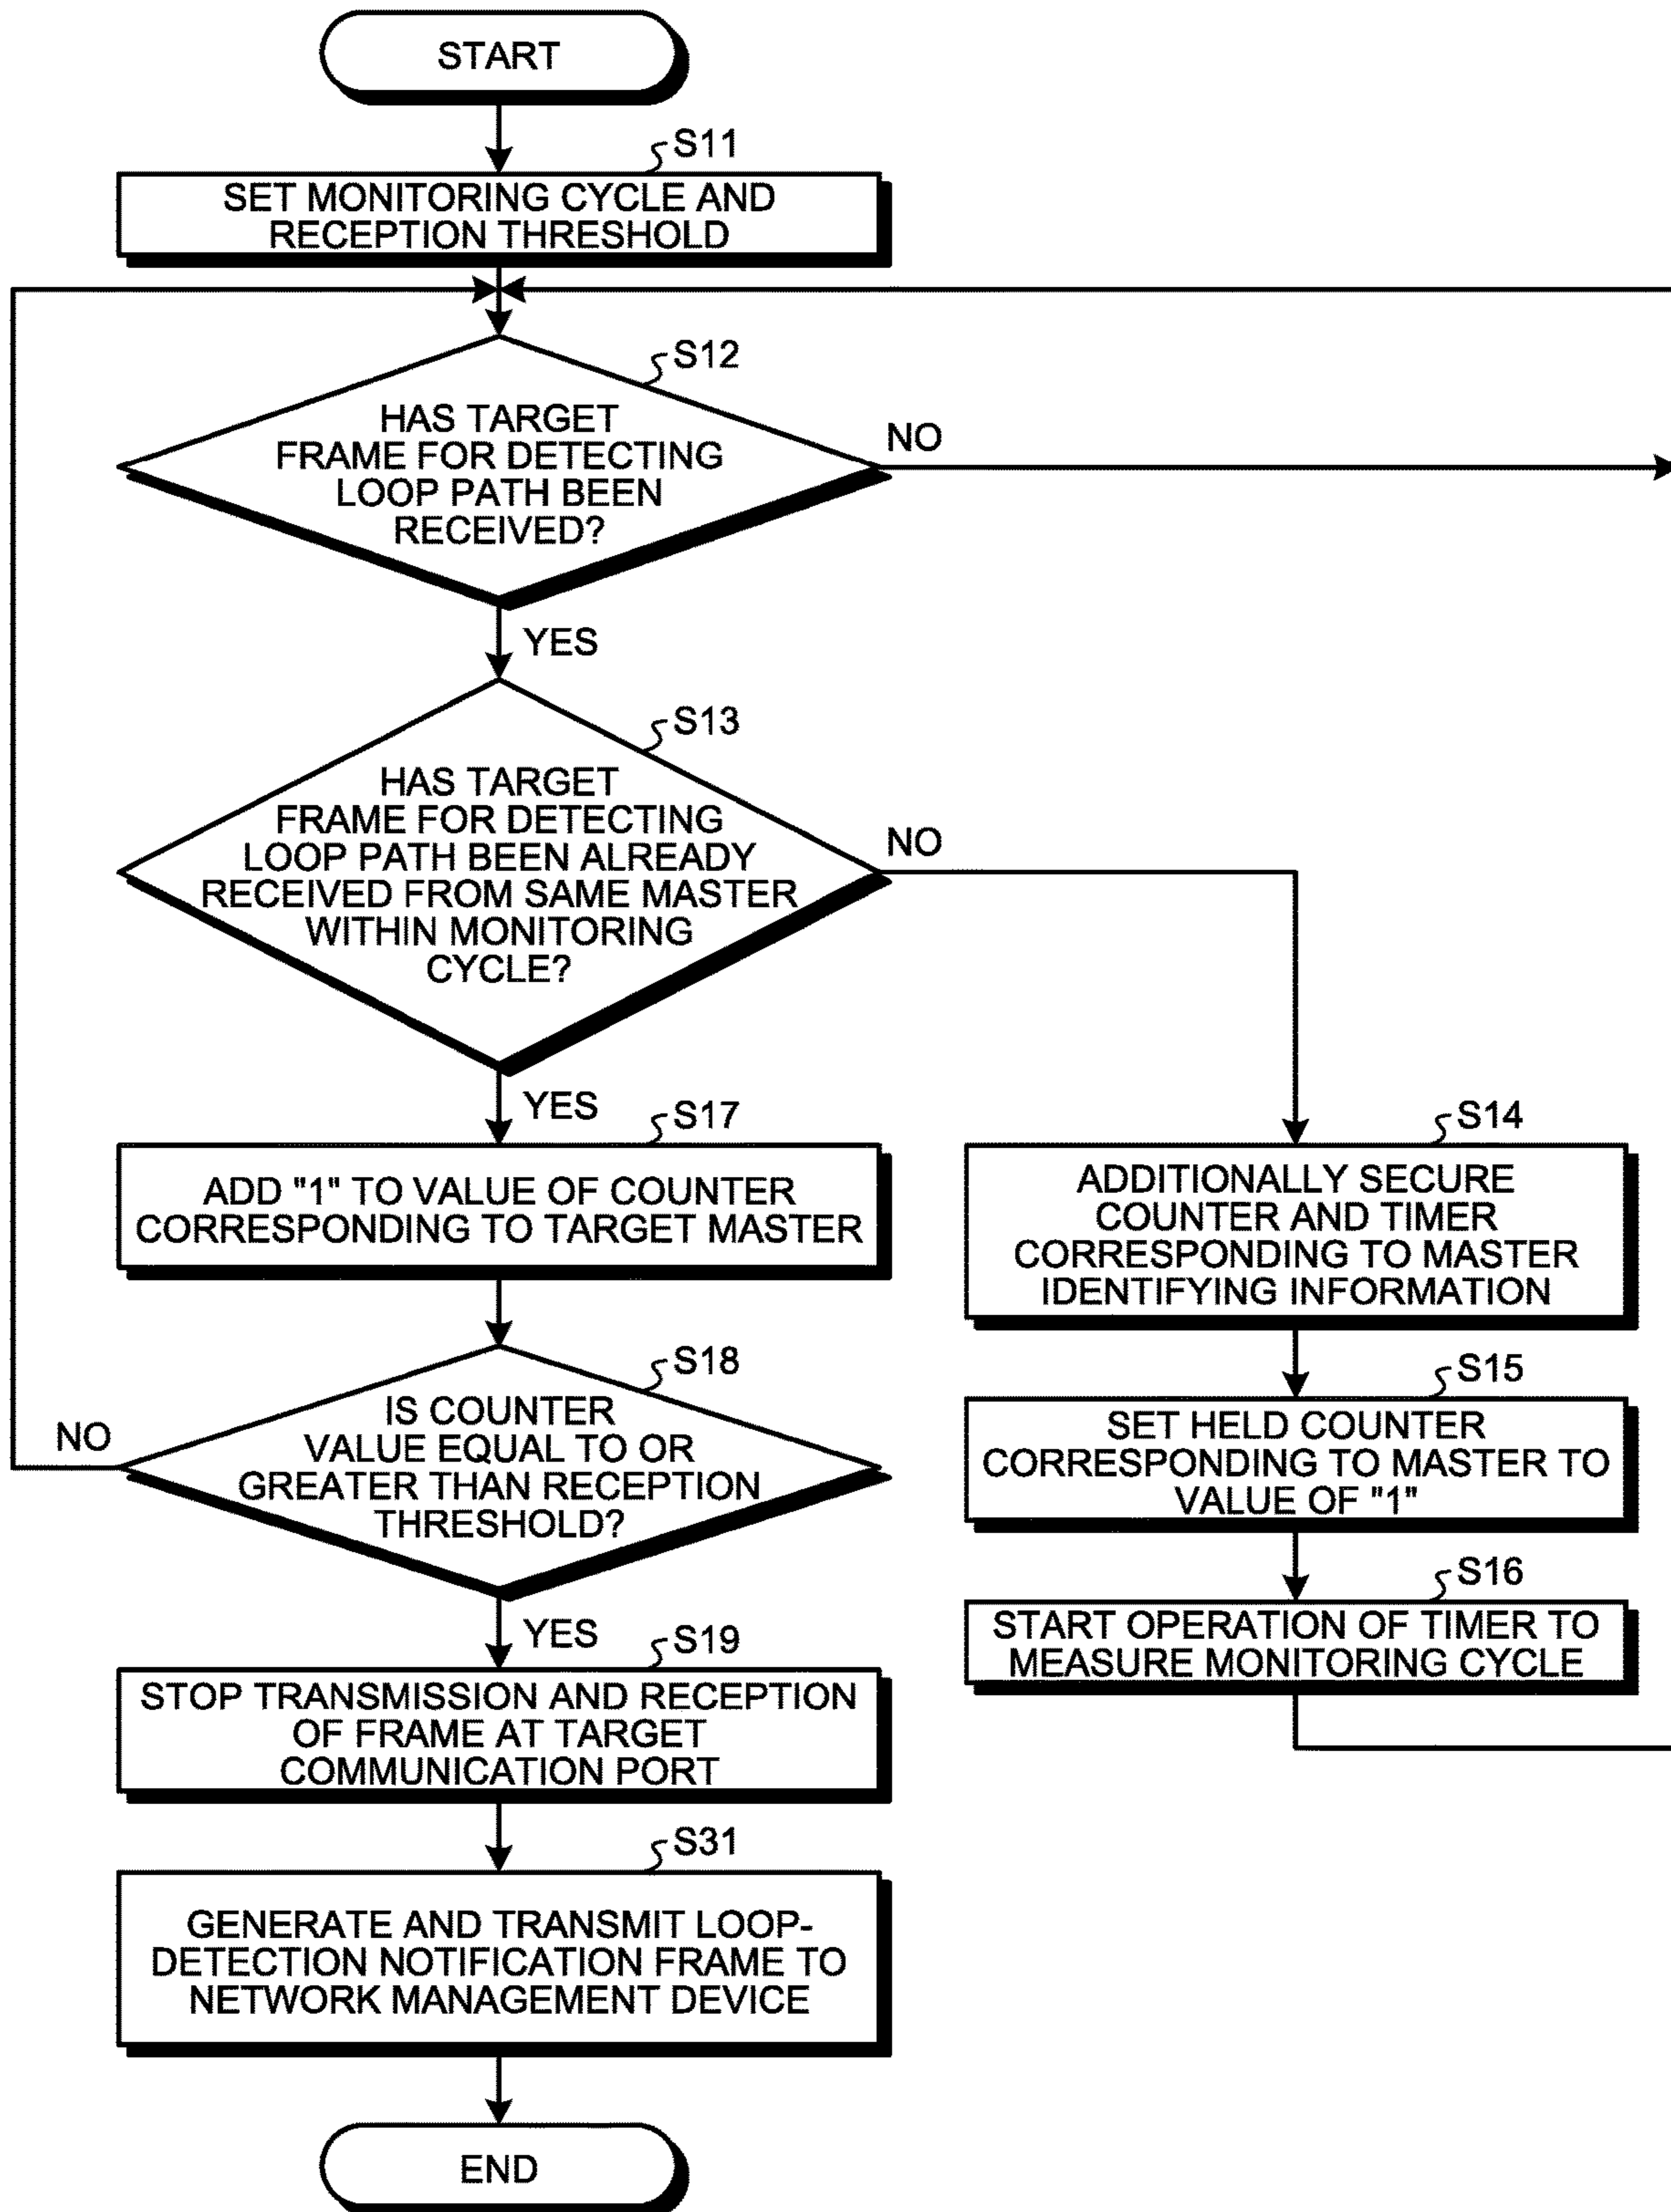 START
S11
SET MONITORING CYCLE AND
RECEPTION THRESHOLD
S12
HAS TARGET
FRAME FOR DETECTING
LOOP PATH BEEN
RECEIVED?
NO
YES
S13
HAS TARGET
FRAME FOR DETECTING
LOOP PATH BEEN ALREADY
RECEIVED FROM SAME MASTER
WITHIN MONITORING
CYCLE?
NO
YES
S17
ADD "1" TO VALUE OF COUNTER
CORRESPONDING TO TARGET MASTER
S14
ADDITIONALLY SECURE
COUNTER AND TIMER
CORRESPONDING TO MASTER
IDENTIFYING INFORMATION
S18
IS COUNTER
VALUE EQUAL TO OR
GREATER THAN RECEPTION
THRESHOLD?
NO
YES
S15
SET HELD COUNTER
CORRESPONDING TO MASTER TO
VALUE OF "1"
S16
START OPERATION OF TIMER TO
MEASURE MONITORING CYCLE
S19
STOP TRANSMISSION AND RECEPTION
OF FRAME AT TARGET
COMMUNICATION PORT
S31
GENERATE AND TRANSMIT LOOP-
DETECTION NOTIFICATION FRAME TO
NETWORK MANAGEMENT DEVICE
END